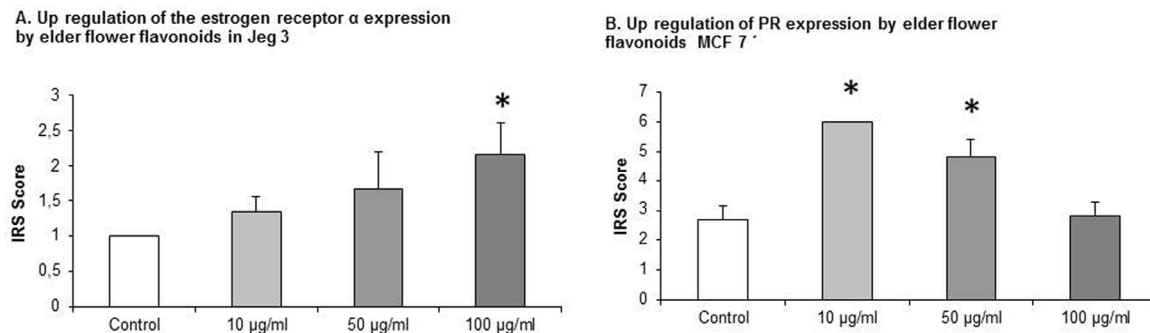 A. Up regulation of the estrogen receptor α expression
by elder flower flavonoids in Jeg 3
IRS Score
3
2,5
2
1,5
1
0,5
0
Control
10 µg/ml
50 µg/ml
100 µg/ml
*
B. Up regulation of PR expression by elder flower
flavonoids MCF 7 ´
IRS Score
7
6
5
4
3
2
1
0
Control
10 µg/ml
50 µg/ml
100 µg/ml
*
*